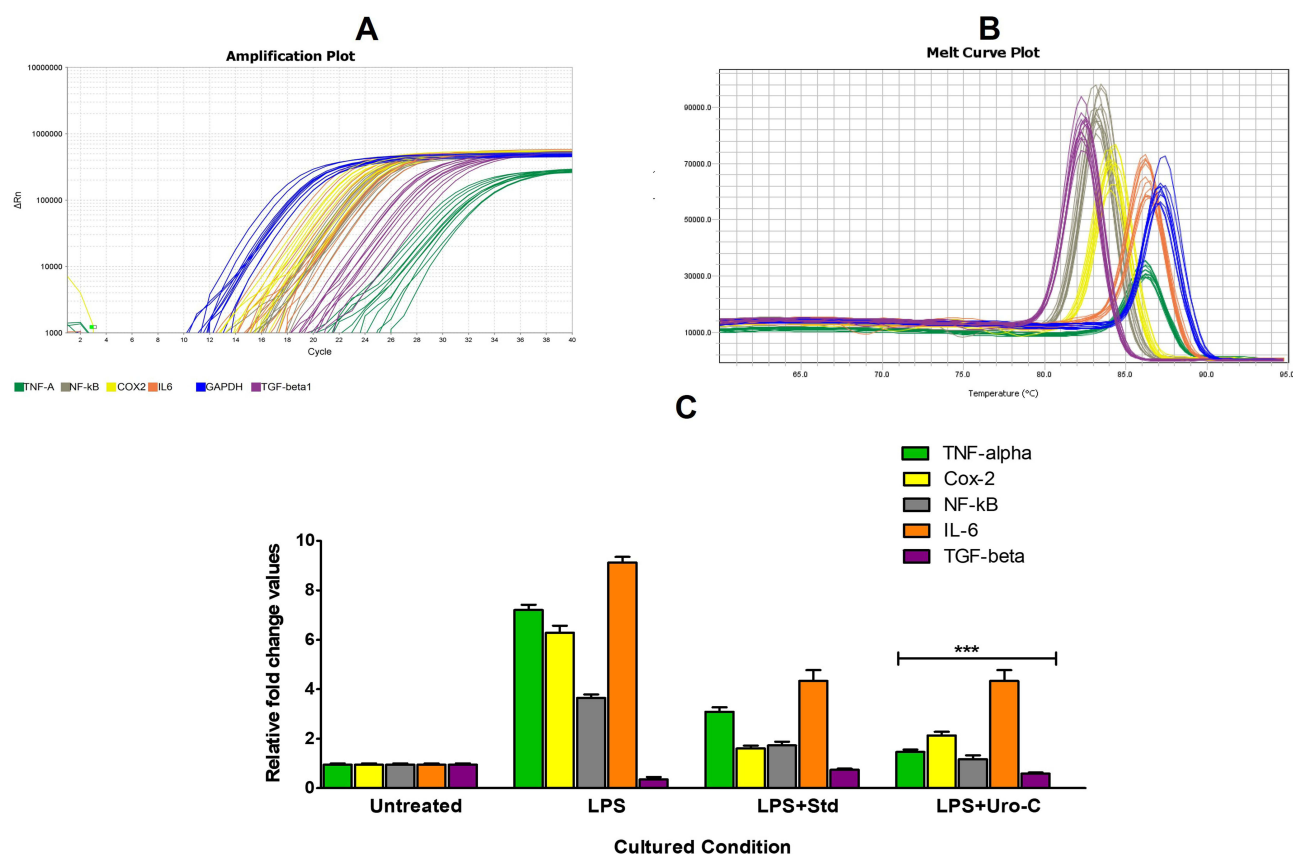 A
Amplification Plot
10000000
1000000
100000
10000
1000
ΔRn
2 4 6 8 10 12 14 16 18 20 22 24 26 28 30 32 34 36 38 40
Cycle
TNF-A NF-kB COX2 IL6 GAPDH TGF-beta1
B
Melt Curve Plot
90000.0
70000.0
50000.0
30000.0
10000.0
65.0 70.0 75.0 80.0 85.0 90.0 95.0
Temperature (°C)
C
TNF-alpha
Cox-2
NF-kB
IL-6
TGF-beta
Relative fold change values
10
8
6
4
2
0
***
Untreated LPS LPS+Std LPS+Uro-C
Cultured Condition